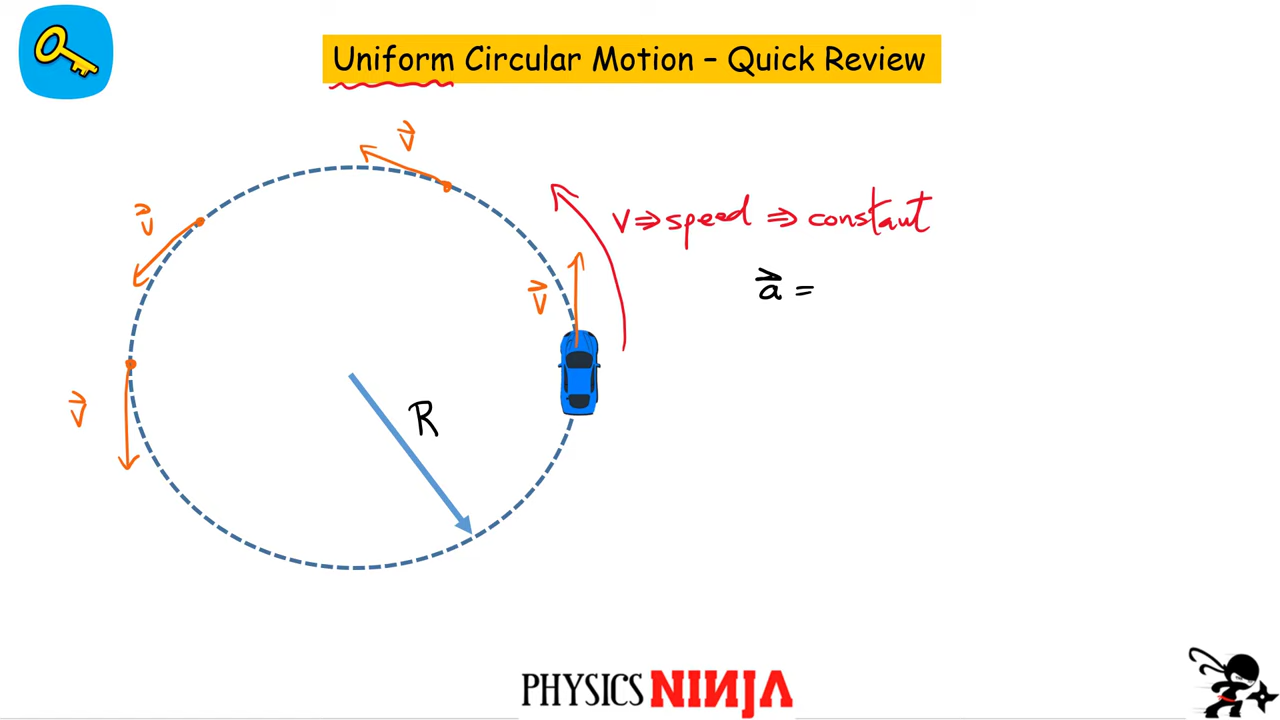 Uniform Circular Motion – Quick Review
v⃗
v⃗
v ⇒ speed ⇒ constant
a⃗ =
v⃗
v⃗
R
PHYSICS NINJA